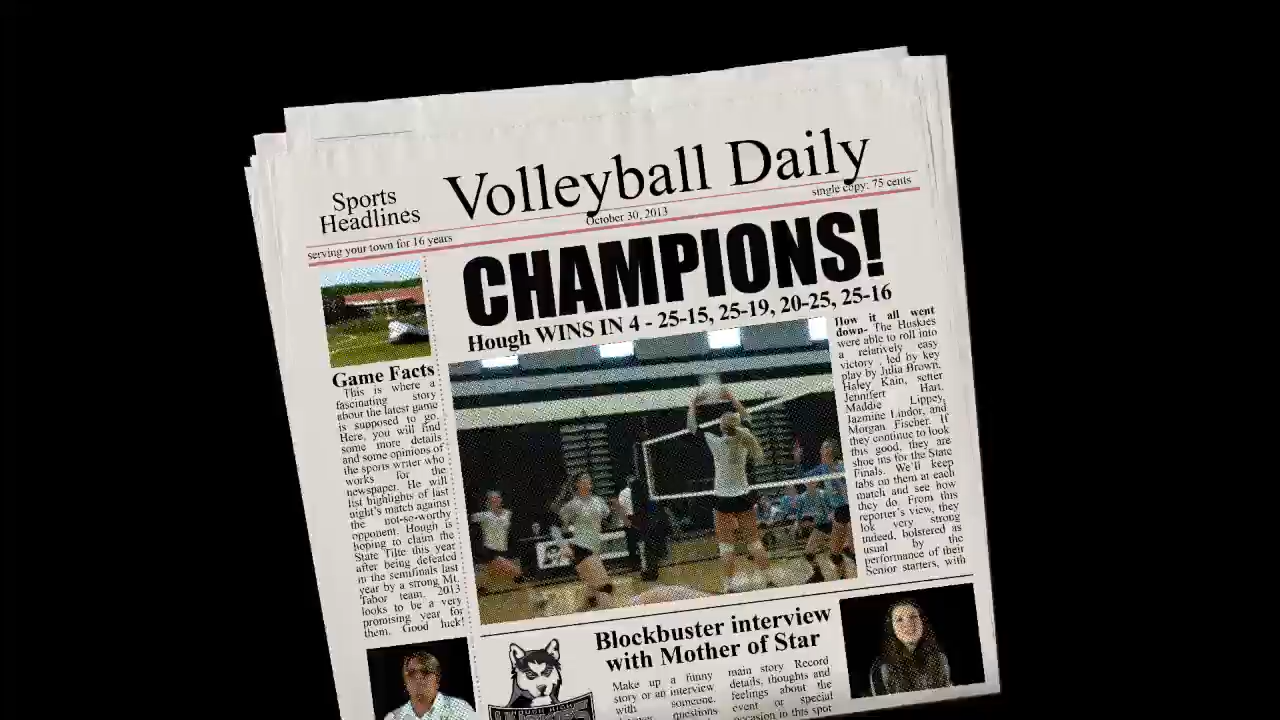 Sports
Headlines
Volleyball Daily
single copy: 75 cents
October 30, 2013
serving your town for 16 years
CHAMPIONS!
Hough WINS IN 4 - 25-15, 25-19, 20-25, 25-16
Game Facts
This is where a
fascinating story
about the latest game
is supposed to go.
Here, you will find
some more details
and some opinions of
the sports writer who
works for the
newspaper. He will
list highlights of last
night's match against
the not-so-worthy
opponent. Hough is
hoping to claim the
State Tilte this year
after being defeated
in the semifinals last
year by a strong Mt.
Tabor team. 2013
looks to be a very
promising year for
them. Good luck!
How it all went
down- The Huskies
were able to roll into
a relatively easy
victory , led by key
play by Julia Brown,
Haley Kain, setter
Jennifert Hart,
Maddie Lippey,
Jazmine Lindor, and
Morgan Fischer. If
they continue to look
this good, they are
shoe ins for the State
Finals. We'll keep
tabs on them at each
match and see how
they do. From this
reporter's view, they
lok very strong
indeed, bolstered as
usual by the
performance of their
Senior starters, with
Blockbuster interview
with Mother of Star
Make up a funny
story or an interview
with someone.
questions
main story. Record
details, thoughts and
feelings about the
event or special
occasion in this spot
HOUGH HIGH